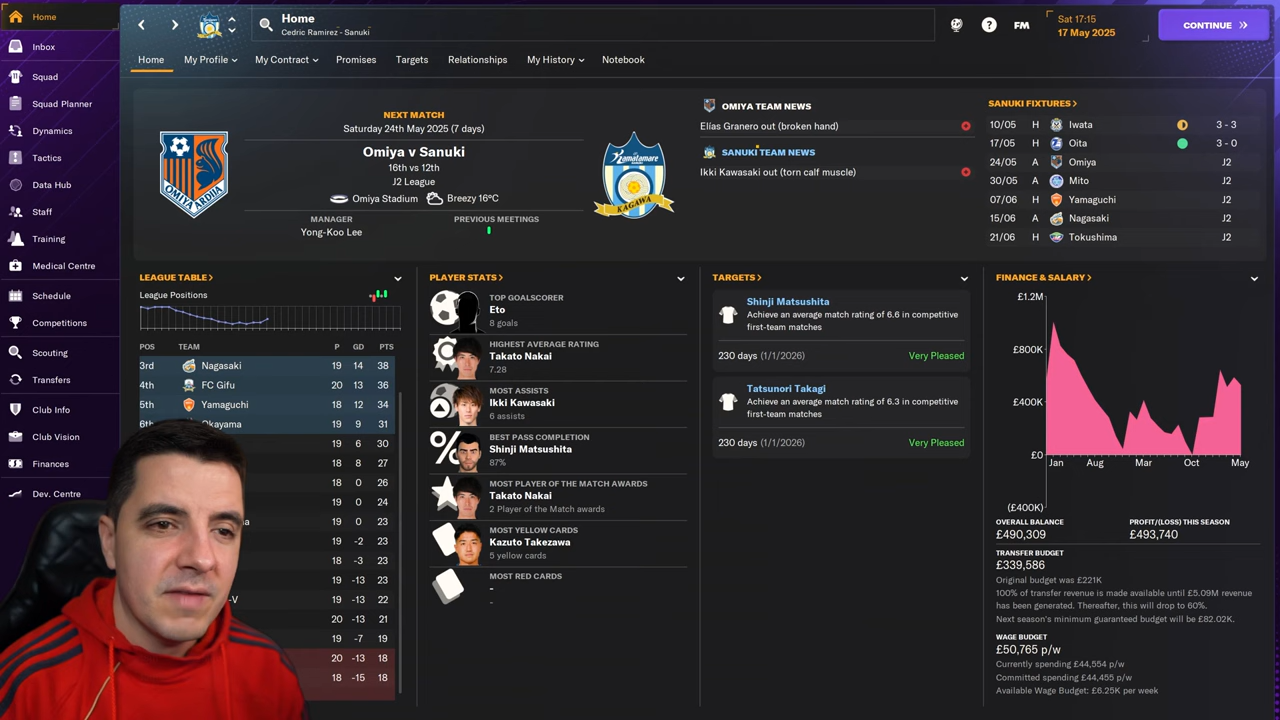 Home
Inbox
Squad
Squad Planner
Dynamics
Tactics
Data Hub
Staff
Training
Medical Centre
Schedule
Competitions
Scouting
Transfers
Club Info
Club Vision
Finances
Dev. Centre
Home
Cedric Ramirez - Sanuki
FM
Sat 17:15
17 May 2025
CONTINUE
Home My Profile My Contract Promises Targets Relationships My History Notebook
NEXT MATCH
Saturday 24th May 2025 (7 days)
Omiya v Sanuki
16th vs 12th
J2 League
Omiya Stadium Breezy 16°C
MANAGER
Yong-Koo Lee
PREVIOUS MEETINGS
OMIYA ARDIJA
Kamatamare
SANUKI
KAGAWA
OMIYA TEAM NEWS
Elías Granero out (broken hand)
SANUKI TEAM NEWS
Ikki Kawasaki out (torn calf muscle)
SANUKI FIXTURES >
10/05 H Iwata 3 - 3
17/05 H Oita 3 - 0
24/05 A Omiya J2
30/05 A Mito J2
07/06 H Yamaguchi J2
15/06 A Nagasaki J2
21/06 H Tokushima J2
LEAGUE TABLE >
League Positions
POS TEAM P GD PTS
3rd Nagasaki 19 14 38
4th FC Gifu 20 13 36
5th Yamaguchi 18 12 34
6th Okayama 19 9 31
19 6 30
18 8 27
18 0 26
19 0 24
a 19 0 23
19 -2 23
18 -3 23
19 -13 23
-V 19 -13 22
20 -13 21
19 -7 19
20 -13 18
18 -15 18
PLAYER STATS >
TOP GOALSCORER
Eto
8 goals
HIGHEST AVERAGE RATING
Takato Nakai
7.28
MOST ASSISTS
Ikki Kawasaki
6 assists
BEST PASS COMPLETION
Shinji Matsushita
87%
MOST PLAYER OF THE MATCH AWARDS
Takato Nakai
2 Player of the Match awards
MOST YELLOW CARDS
Kazuto Takezawa
5 yellow cards
MOST RED CARDS
-
-
TARGETS >
Shinji Matsushita
Achieve an average match rating of 6.6 in competitive
first-team matches
230 days (1/1/2026) Very Pleased
Tatsunori Takagi
Achieve an average match rating of 6.3 in competitive
first-team matches
230 days (1/1/2026) Very Pleased
FINANCE & SALARY >
£1.2M
£800K
£400K
£0
(£400K)
Jan Aug Mar Oct May
OVERALL BALANCE
£490,309
PROFIT/(LOSS) THIS SEASON
£493,740
TRANSFER BUDGET
£339,586
Original budget was £221K
100% of transfer revenue is made available until £5.09M revenue
has been generated. Thereafter, this will drop to 60%.
Next season's minimum guaranteed budget will be £82.02K.
WAGE BUDGET
£50,765 p/w
Currently spending £44,554 p/w
Committed spending £44,455 p/w
Available Wage Budget: £6.25K per week